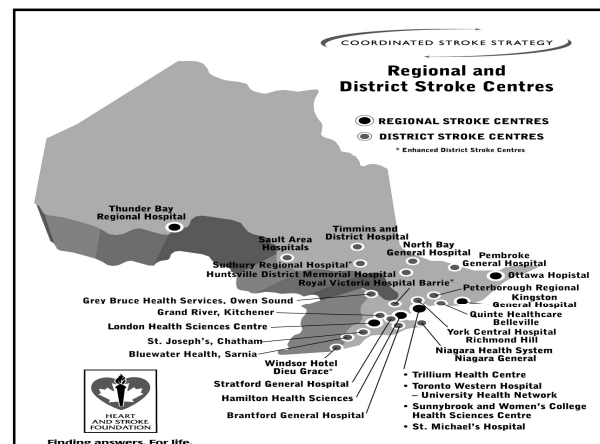 COORDINATED STROKE STRATEGY
Regional and
District Stroke Centres
REGIONAL STROKE CENTRES
DISTRICT STROKE CENTRES
* Enhanced District Stroke Centres
Thunder Bay
Regional Hospital
Sault Area
Hospitals
Timmins and
District Hospital
North Bay
General Hospital
Pembroke
General Hospital
Sudbury Regional Hospital*
Huntsville District Memorial Hospital
Ottawa Hopistal
Royal Victoria Hospital Barrie*
Peterborough Regional
Grey Bruce Health Services, Owen Sound
Kingston
General Hospital
Grand River, Kitchener
Quinte Healthcare
Belleville
London Health Sciences Centre
York Central Hospital
Richmond Hill
St. Joseph's, Chatham
Bluewater Health, Sarnia
Niagara Health System
Niagara General
Windsor Hotel
Dieu Grace*
Stratford General Hospital
Hamilton Health Sciences
Brantford General Hospital
• Trillium Health Centre
• Toronto Western Hospital
– University Health Network
• Sunnybrook and Women's College
Health Sciences Centre
• St. Michael's Hospital
HEART
AND STROKE
FOUNDATION
Finding answers. For life.